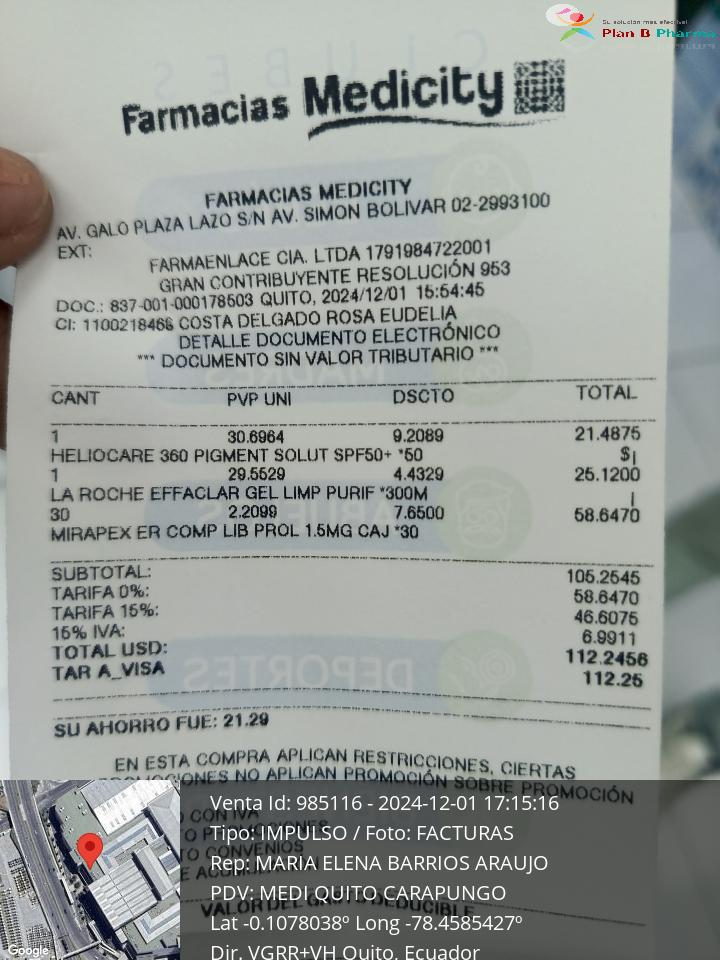 Su solución más efectiva!
Plan B Pharma
Farmacias Medicity
FARMACIAS MEDICITY
AV. GALO PLAZA LAZO S/N AV. SIMON BOLIVAR 02-2993100
EXT:
FARMAENLACE CIA. LTDA 1791984722001
GRAN CONTRIBUYENTE RESOLUCIÓN 953
DOC.: 837-001-000178503 QUITO, 2024/12/01 15:54:45
CI: 1100218466 COSTA DELGADO ROSA EUDELIA
DETALLE DOCUMENTO ELECTRÓNICO
*** DOCUMENTO SIN VALOR TRIBUTARIO ***
CANT PVP UNI DSCTO TOTAL
1 30.6964 9.2089 21.4875
HELIOCARE 360 PIGMENT SOLUT SPF50+ *50 $|
1 29.5529 4.4329 25.1200
LA ROCHE EFFACLAR GEL LIMP PURIF *300M |
30 2.2099 7.6500 58.6470
MIRAPEX ER COMP LIB PROL 1.5MG CAJ *30
SUBTOTAL: 105.2545
TARIFA 0%: 58.6470
TARIFA 15%: 46.6075
15% IVA: 6.9911
TOTAL USD: 112.2456
TAR A_VISA 112.25
SU AHORRO FUE: 21.29
EN ESTA COMPRA APLICAN RESTRICCIONES, CIERTAS
PROMOCIONES NO APLICAN PROMOCIÓN SOBRE PROMOCIÓN
CON IVA
CONVENIOS
VALOR DEL GASTO DEDUCIBLE
Venta Id: 985116 - 2024-12-01 17:15:16
Tipo: IMPULSO / Foto: FACTURAS
Rep: MARIA ELENA BARRIOS ARAUJO
PDV: MEDI QUITO CARAPUNGO
Lat -0.1078038º Long -78.4585427º
Dir. VGRR+VH Quito, Ecuador
Google